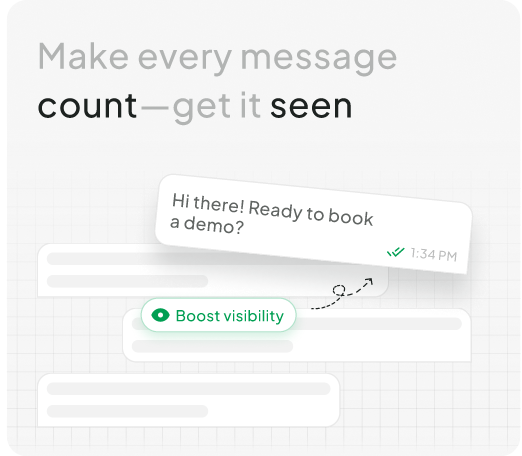 Make every message
count—get it seen
Hi there! Ready to book
a demo?
1:34 PM
Boost visibility